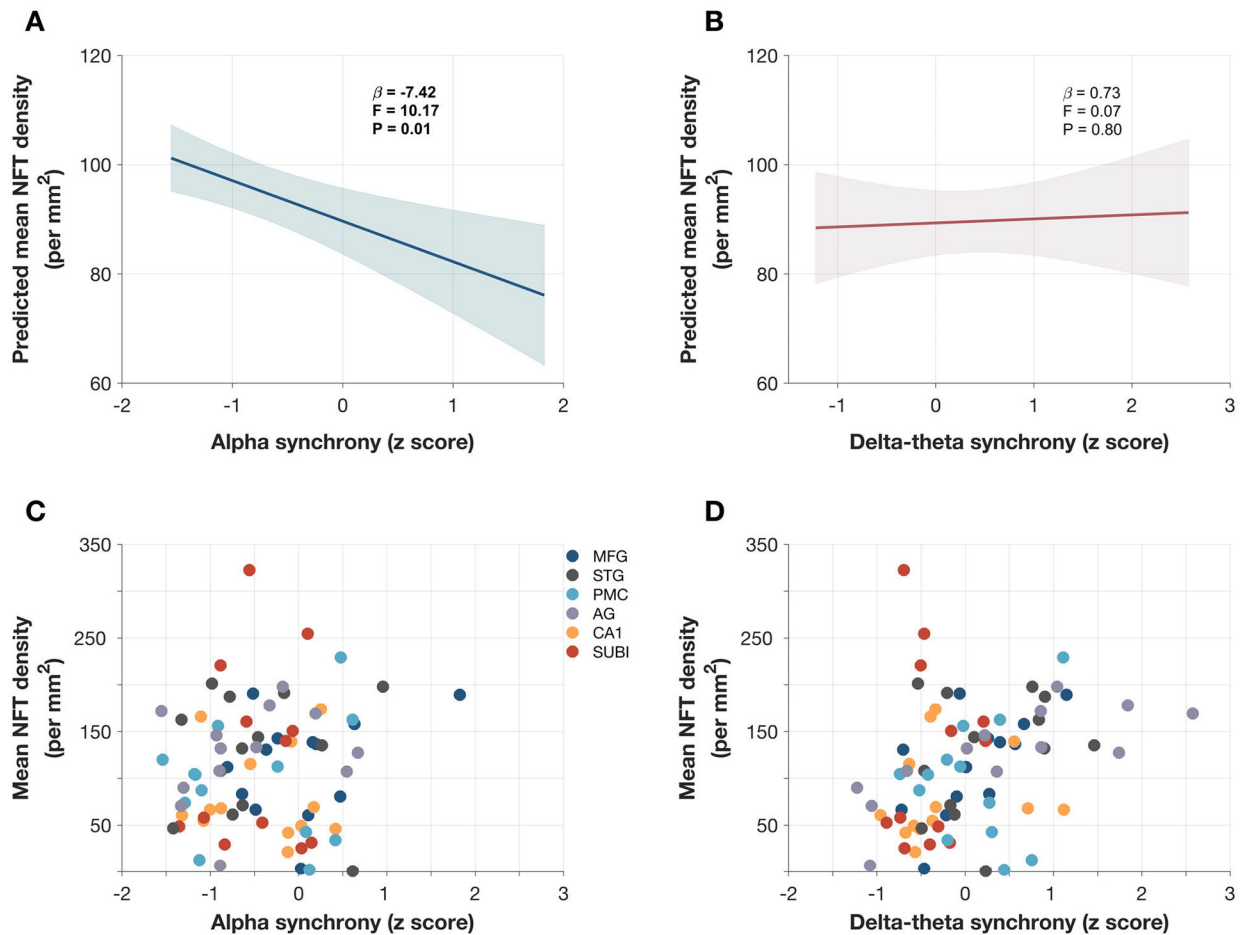 A
120
100
80
60
Predicted mean NFT density
(per mm²)
β = -7.42
F = 10.17
P = 0.01
-2
-1
0
1
2
Alpha synchrony (z score)
B
120
100
80
60
Predicted mean NFT density
(per mm²)
β = 0.73
F = 0.07
P = 0.80
-1
0
1
2
3
Delta-theta synchrony (z score)
C
350
250
150
50
Mean NFT density
(per mm²)
-2
-1
0
1
2
3
Alpha synchrony (z score)
MFG
STG
PMC
AG
CA1
SUBI
D
350
250
150
50
Mean NFT density
(per mm²)
-2
-1
0
1
2
3
Delta-theta synchrony (z score)